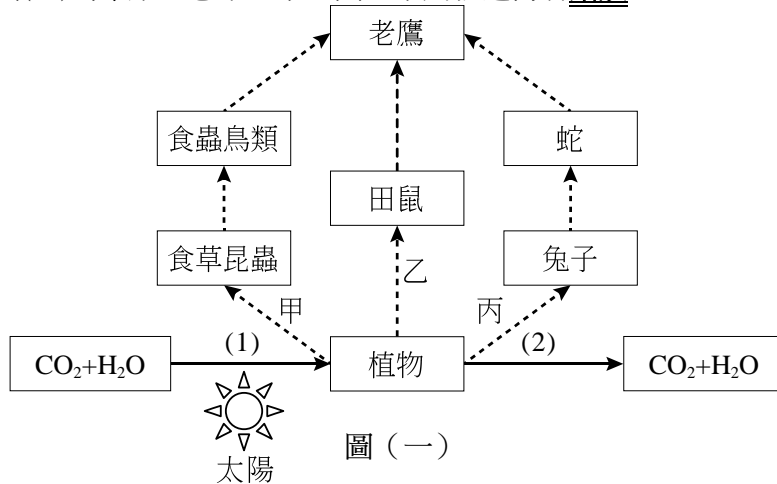 老鷹
食蟲鳥類
蛇
田鼠
食草昆蟲
兔子
甲
乙
丙
(1)
(2)
CO₂+H₂O
植物
CO₂+H₂O
太陽
圖（一）